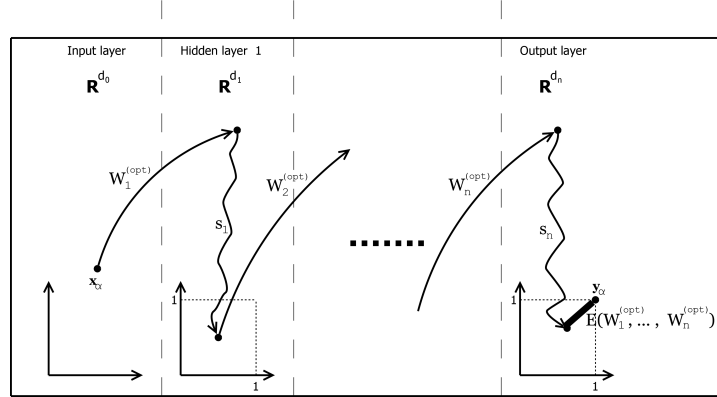 Input layer Hidden layer 1 Output layer
R^{d_0} R^{d_1} R^{d_n}
W_1^{(opt)} W_2^{(opt)} W_n^{(opt)}
s_1 s_n
x_α y_α
1 1
E(W_1^{(opt)}, ... , W_n^{(opt)})
1 1